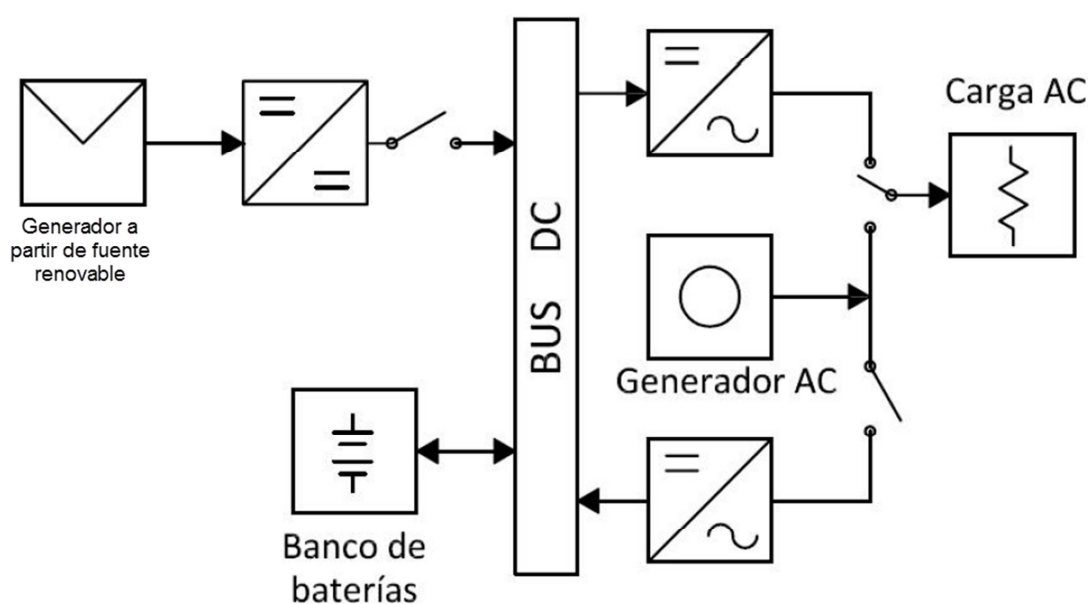 Generador a
partir de fuente
renovable
BUS DC
Carga AC
Generador AC
Banco de
baterías